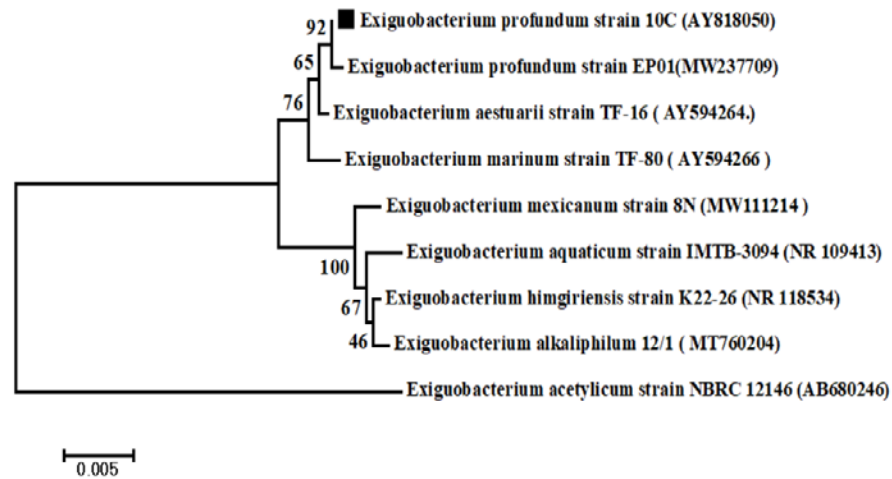 92
Exiguobacterium profundum strain 10C (AY818050)
65
Exiguobacterium profundum strain EP01(MW237709)
76
Exiguobacterium aestuarii strain TF-16 ( AY594264.)
Exiguobacterium marinum strain TF-80 ( AY594266 )
Exiguobacterium mexicanum strain 8N (MW111214 )
100
Exiguobacterium aquaticum strain IMTB-3094 (NR 109413)
67
Exiguobacterium himgiriensis strain K22-26 (NR 118534)
46
Exiguobacterium alkaliphilum 12/1 ( MT760204)
Exiguobacterium acetylicum strain NBRC 12146 (AB680246)
0.005